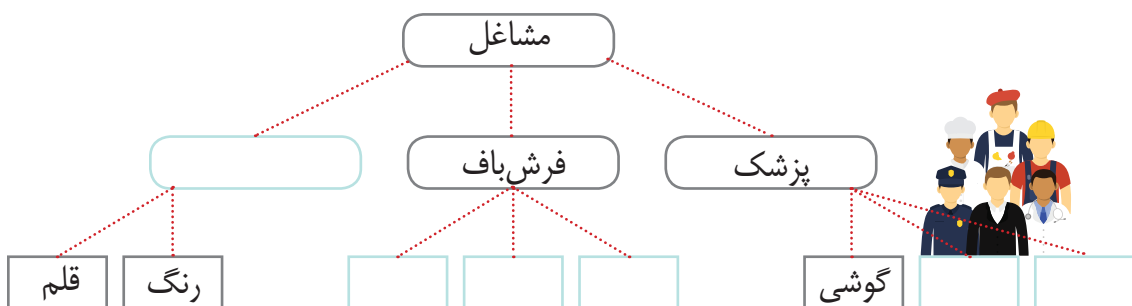 مشاغل
پزشک
فرش‌باف
گوشی
رنگ
قلم